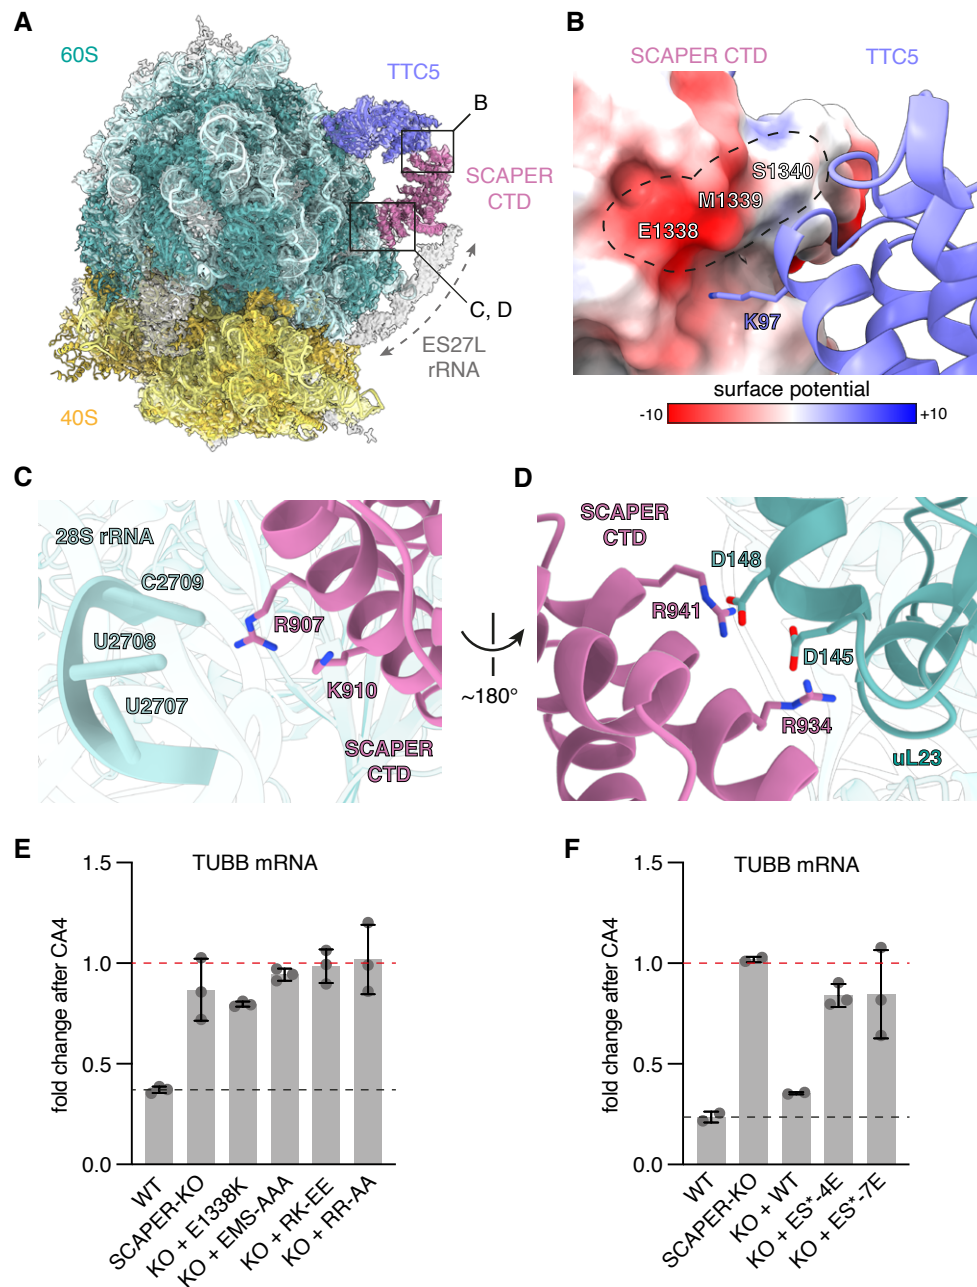 A
60S
TTC5
B
SCAPER
CTD
C, D
ES27L
rRNA
40S
B
SCAPER CTD
TTC5
S1340
M1339
E1338
K97
surface potential
-10
+10
C
28S rRNA
C2709
R907
U2708
K910
U2707
SCAPER
CTD
~180°
D
SCAPER
CTD
D148
R941
D145
R934
uL23
E
TUBB mRNA
fold change after CA4
1.5
1.0
0.5
0.0
WT
SCAPER-KO
KO + E1338K
KO + EMS-AAA
KO + RK-EE
KO + RR-AA
F
TUBB mRNA
fold change after CA4
1.5
1.0
0.5
0.0
WT
SCAPER-KO
KO + WT
KO + ES*-4E
KO + ES*-7E